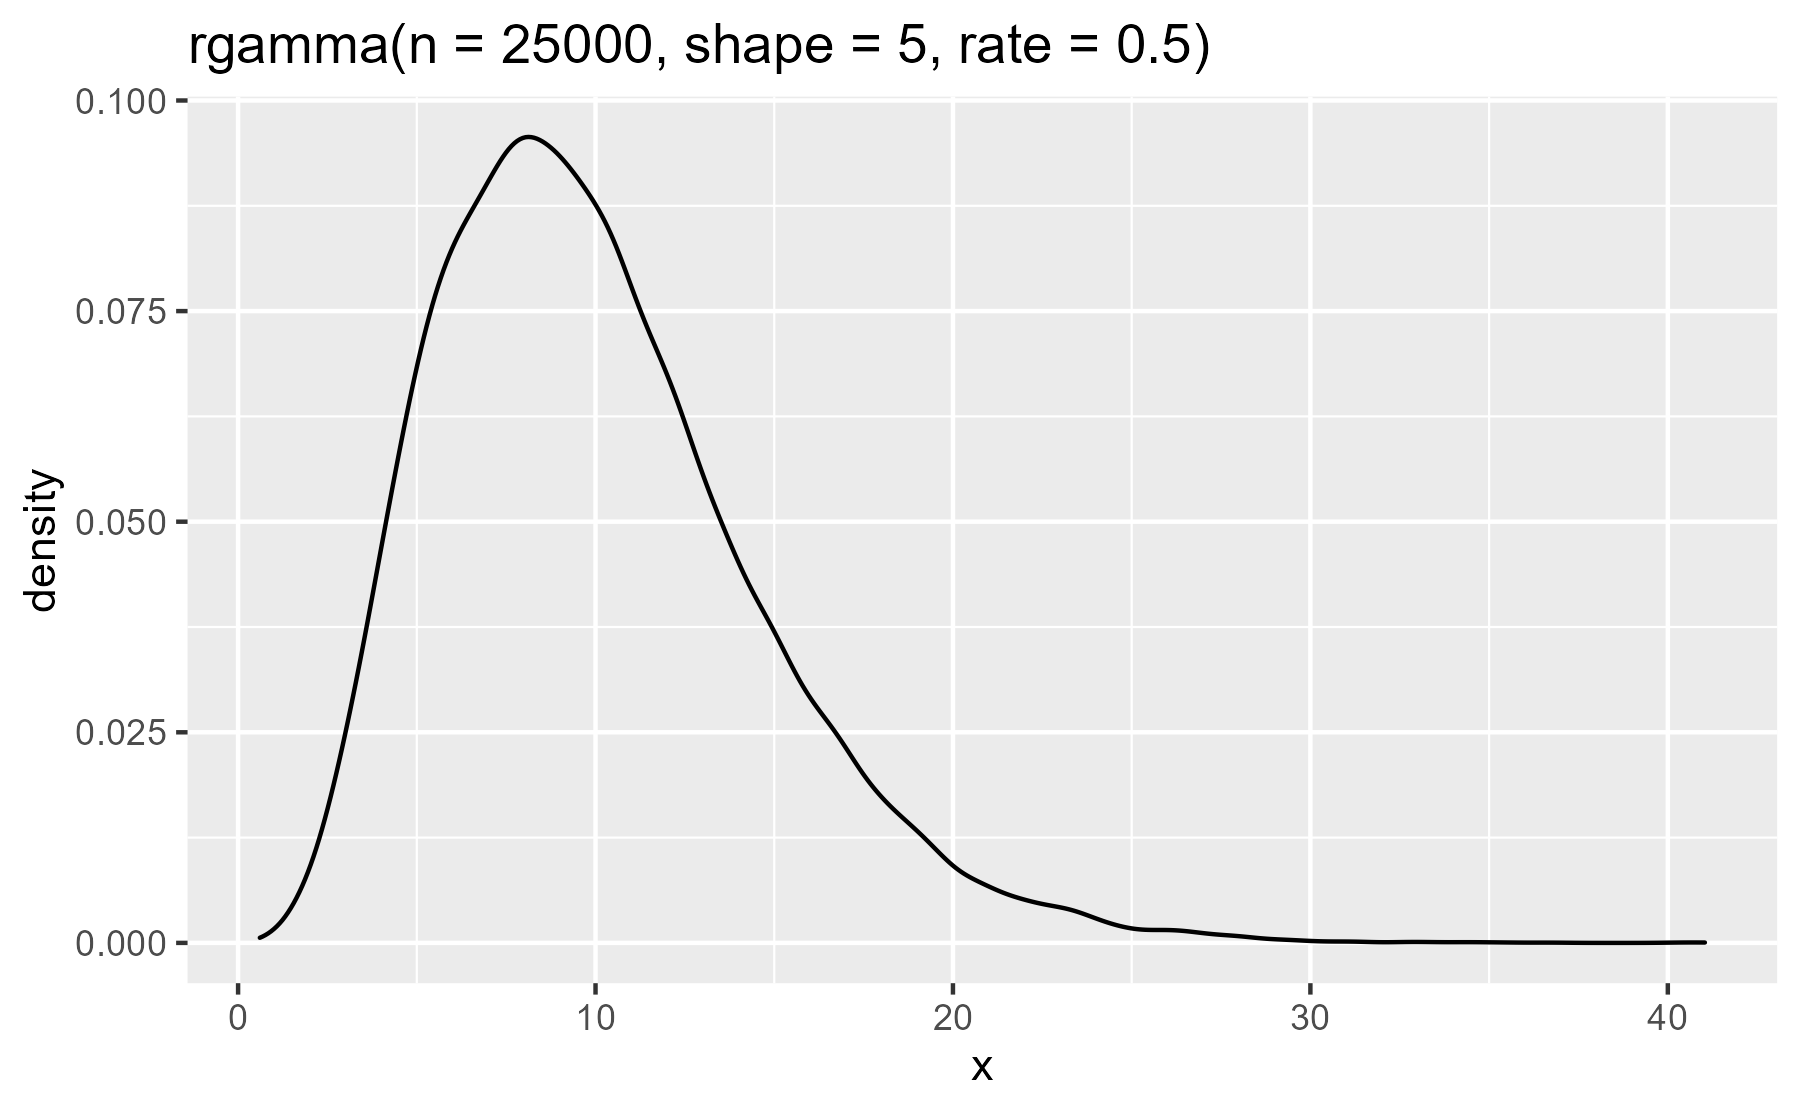 rgamma(n = 25000, shape = 5, rate = 0.5)
0.100
0.075
0.050
0.025
0.000
density
0 10 20 30 40
x